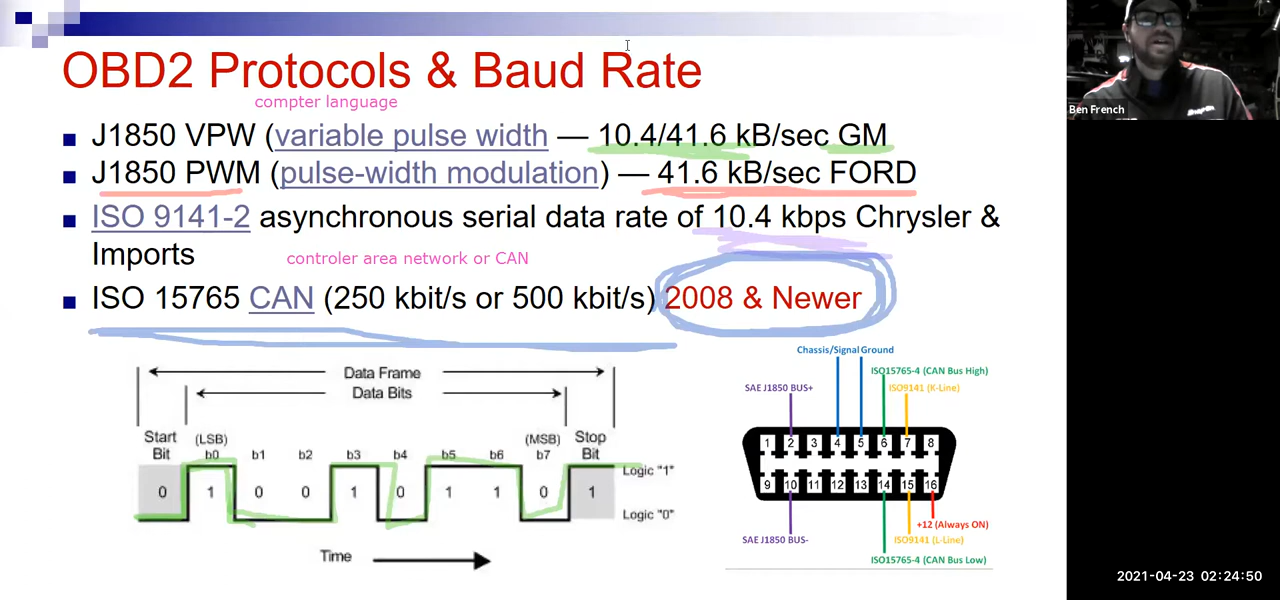 OBD2 Protocols & Baud Rate
compter language
J1850 VPW (variable pulse width — 10.4/41.6 kB/sec GM
J1850 PWM (pulse-width modulation) — 41.6 kB/sec FORD
ISO 9141-2 asynchronous serial data rate of 10.4 kbps Chrysler &
Imports
controler area network or CAN
ISO 15765 CAN (250 kbit/s or 500 kbit/s) 2008 & Newer
Data Frame
Data Bits
Start Bit
(LSB)
(MSB)
Stop Bit
b0 b1 b2 b3 b4 b5 b6 b7
0 1 0 0 1 0 1 1 0 1
Logic "1"
Logic "0"
Time
Chassis/Signal Ground
ISO15765-4 (CAN Bus High)
SAE J1850 BUS+
ISO9141 (K-Line)
1 2 3 4 5 6 7 8
9 10 11 12 13 14 15 16
+12 (Always ON)
SAE J1850 BUS-
ISO9141 (L-Line)
ISO15765-4 (CAN Bus Low)
Ben French
2021-04-23 02:24:50